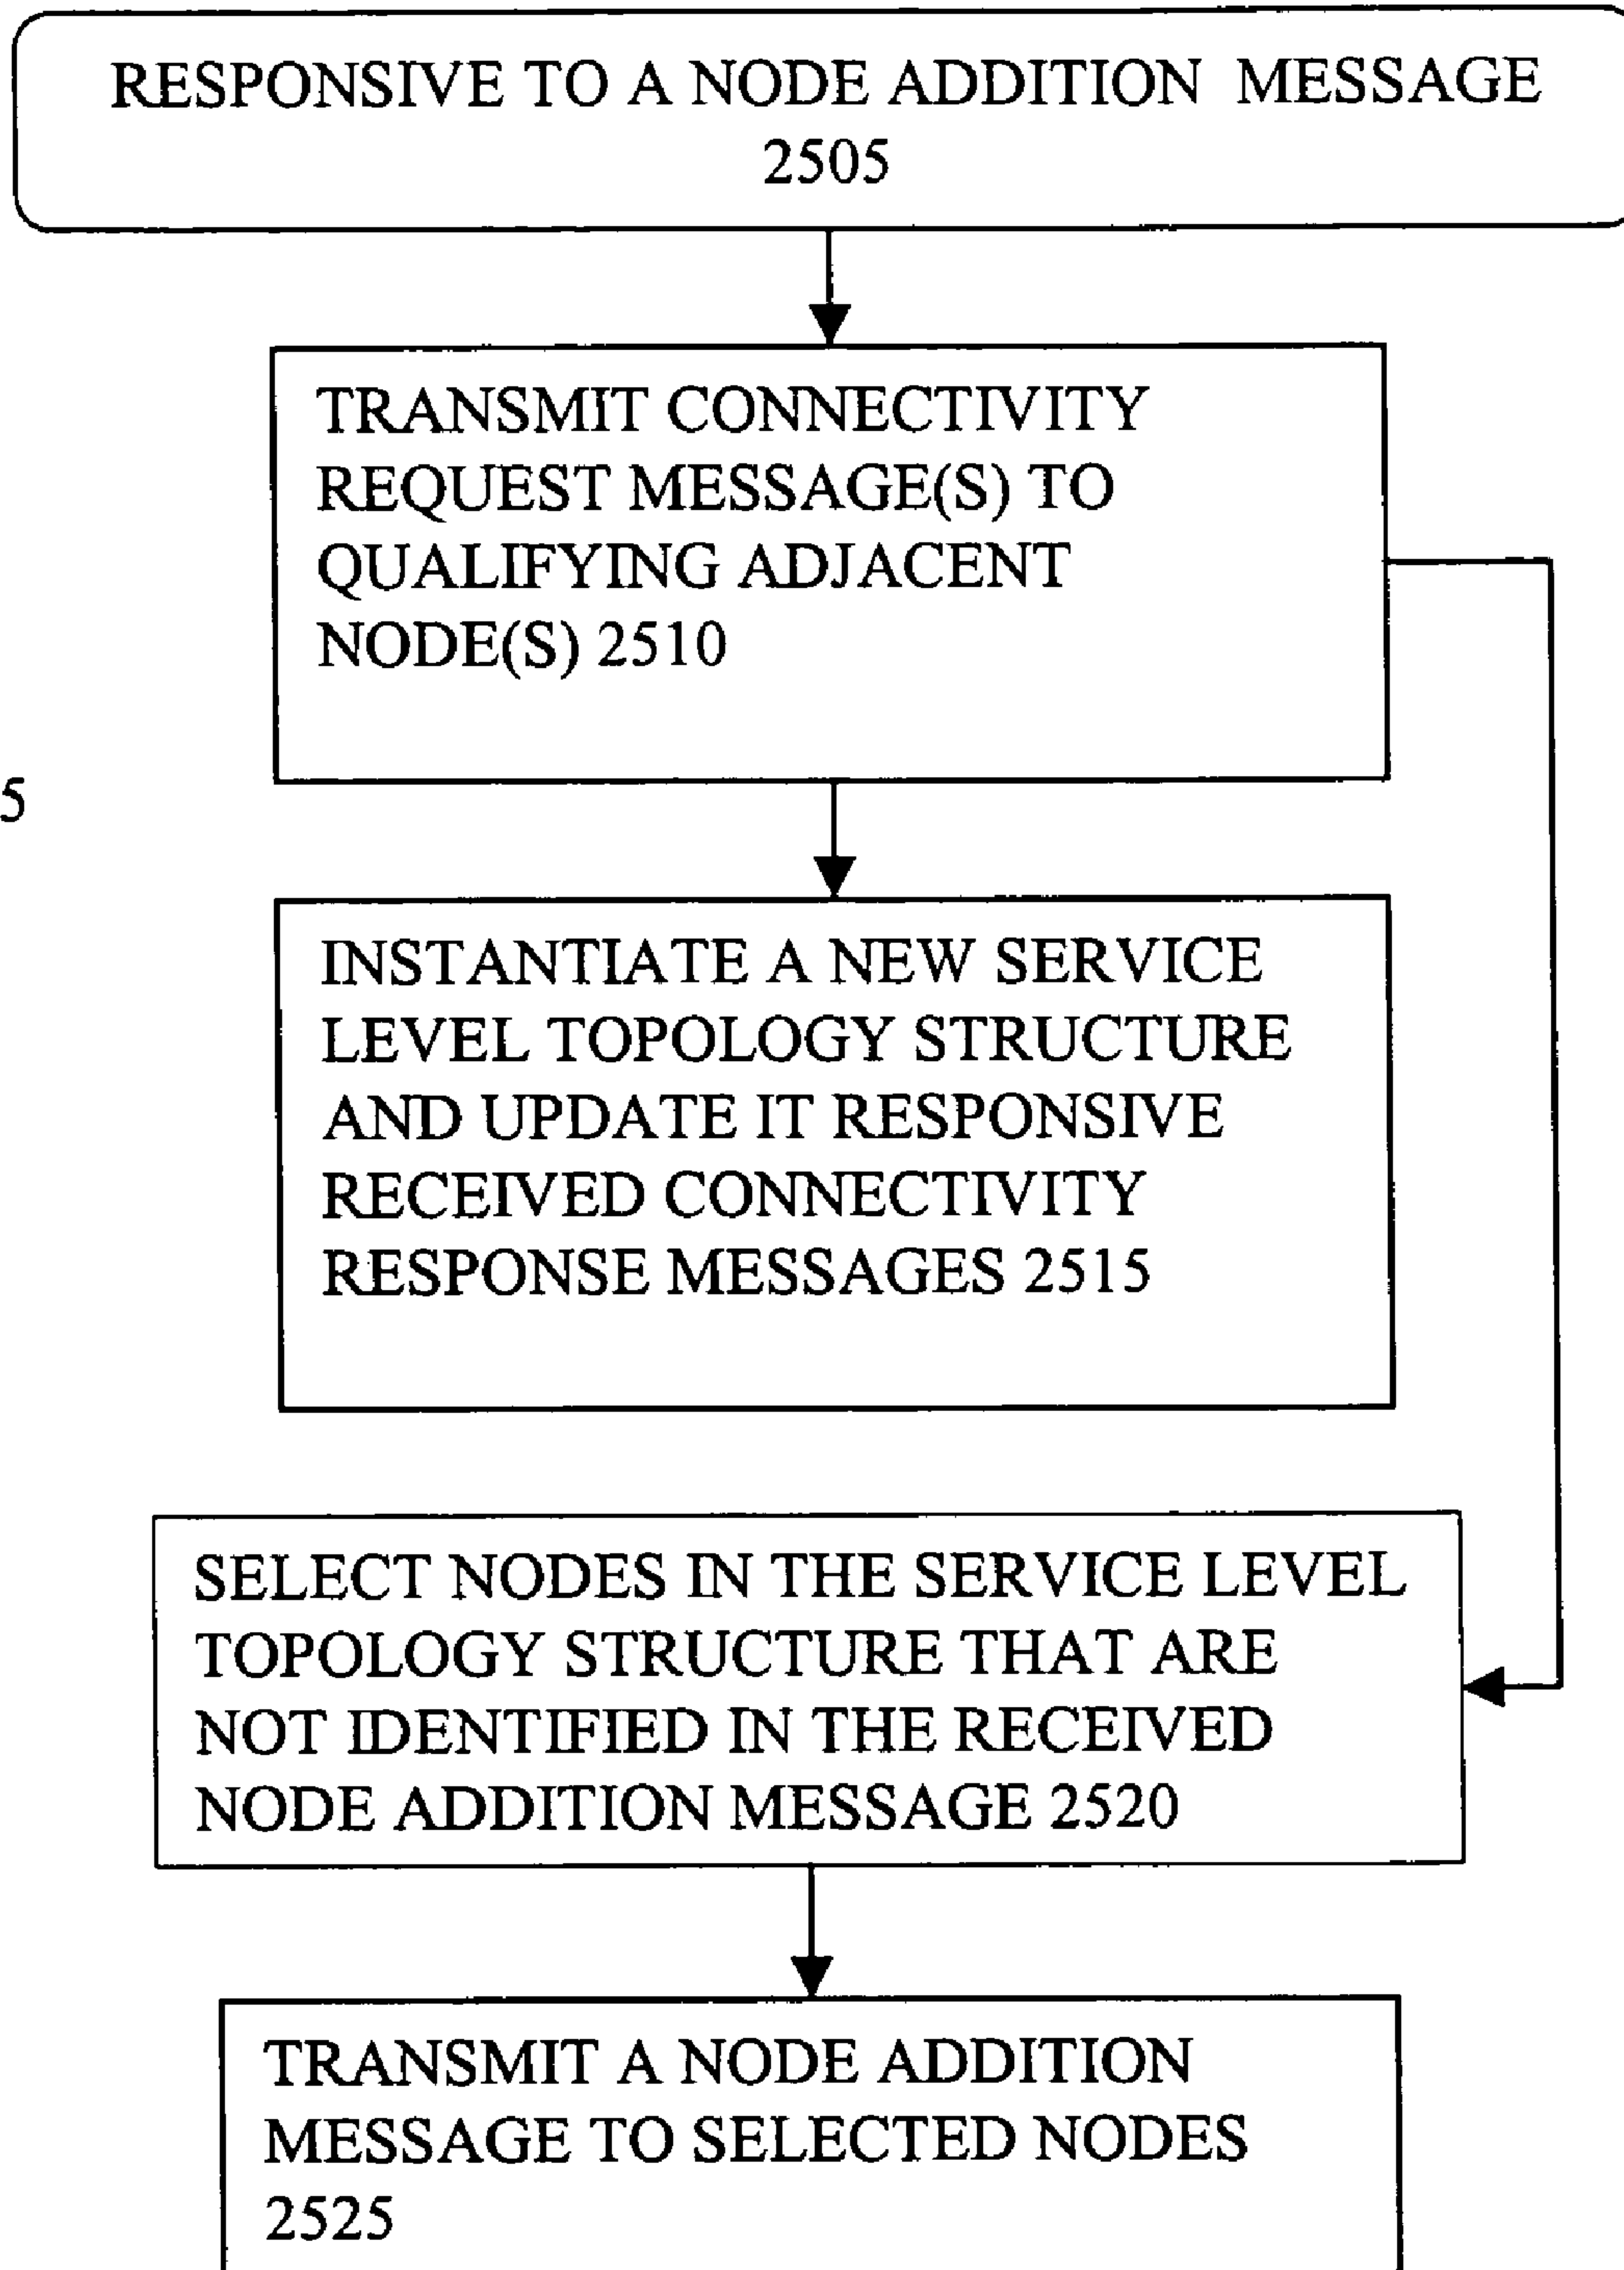 RESPONSIVE TO A NODE ADDITION MESSAGE
2505
TRANSMIT CONNECTIVITY
REQUEST MESSAGE(S) TO
QUALIFYING ADJACENT
NODE(S) 2510
5
INSTANTIATE A NEW SERVICE
LEVEL TOPOLOGY STRUCTURE
AND UPDATE IT RESPONSIVE
RECEIVED CONNECTIVITY
RESPONSE MESSAGES 2515
SELECT NODES IN THE SERVICE LEVEL
TOPOLOGY STRUCTURE THAT ARE
NOT IDENTIFIED IN THE RECEIVED
NODE ADDITION MESSAGE 2520
TRANSMIT A NODE ADDITION
MESSAGE TO SELECTED NODES
2525